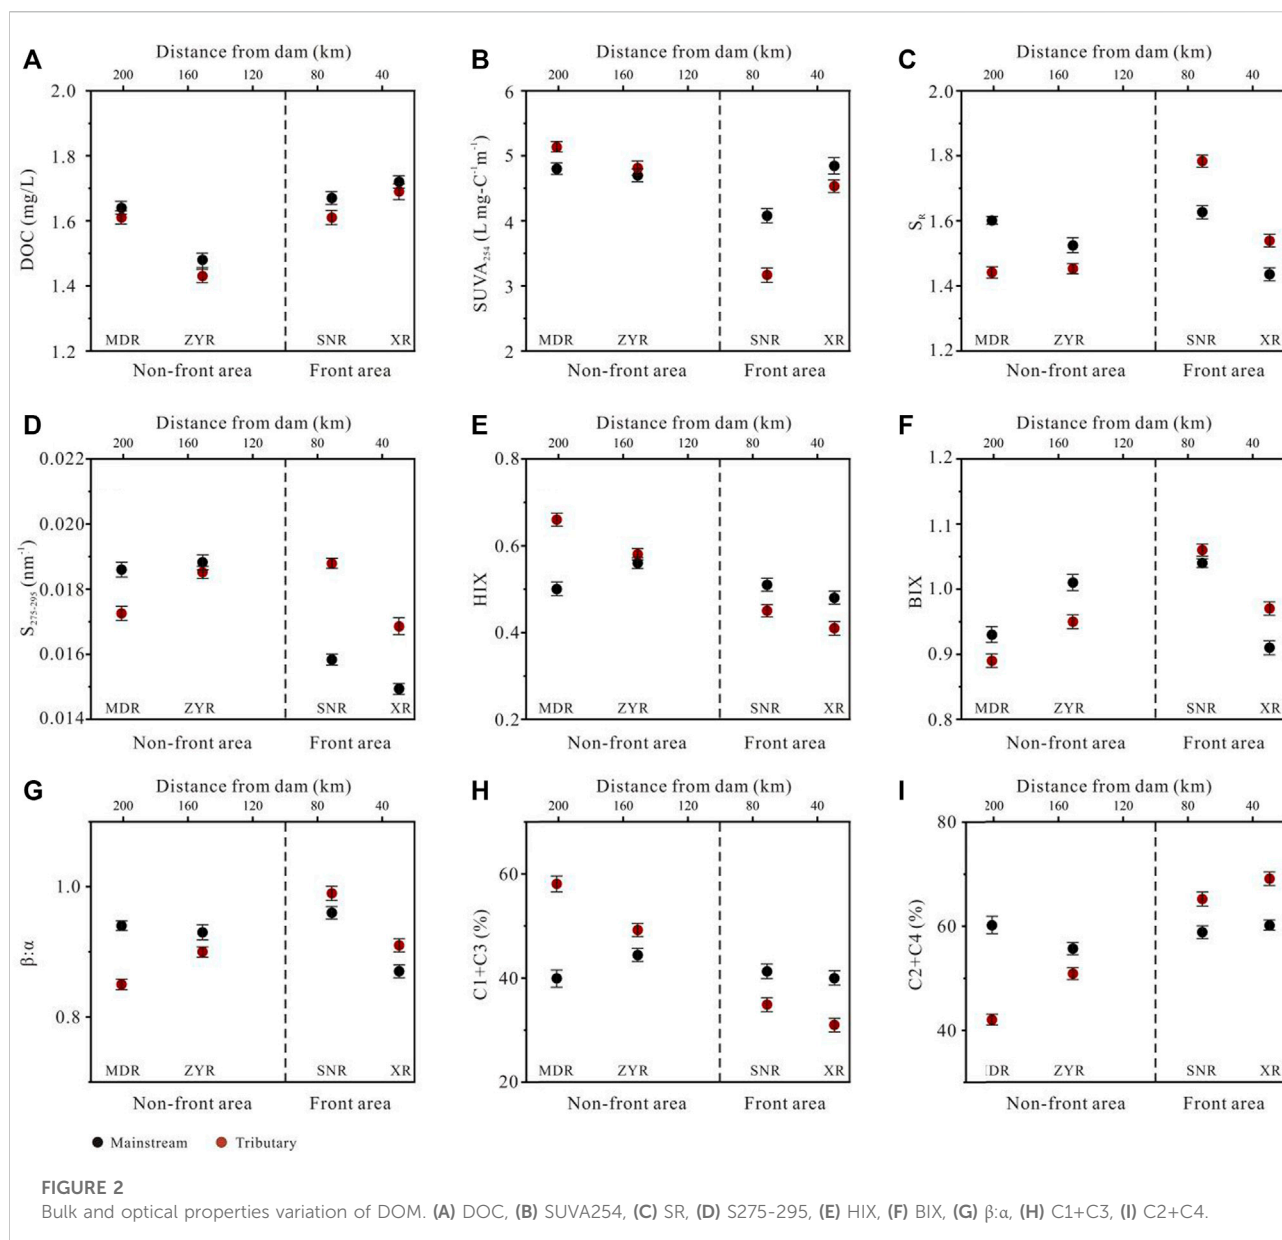 A
Distance from dam (km)
200 160 120 80 40
2.0
1.8
1.6
1.4
1.2
DOC (mg/L)
MDR ZYR SNR XR
Non-front area Front area
B
Distance from dam (km)
200 160 120 80 40
6
5
4
3
2
SUVA254 (L mg-C-1m-1)
MDR ZYR SNR XR
Non-front area Front area
C
Distance from dam (km)
200 160 120 80 40
2.0
1.8
1.6
1.4
1.2
SR
MDR ZYR SNR XR
Non-front area Front area
D
Distance from dam (km)
200 160 120 80 40
0.022
0.020
0.018
0.016
0.014
S275-295 (nm-1)
MDR ZYR SNR XR
Non-front area Front area
E
Distance from dam (km)
200 160 120 80 40
0.8
0.6
0.4
0.2
HIX
MDR ZYR SNR XR
Non-front area Front area
F
Distance from dam (km)
200 160 120 80 40
1.2
1.1
1.0
0.9
0.8
BIX
MDR ZYR SNR XR
Non-front area Front area
G
Distance from dam (km)
200 160 120 80 40
1.0
0.8
β:α
MDR ZYR SNR XR
Non-front area Front area
H
Distance from dam (km)
200 160 120 80 40
60
40
20
C1+C3 (%)
MDR ZYR SNR XR
Non-front area Front area
I
Distance from dam (km)
200 160 120 80 40
80
60
40
C2+C4 (%)
DR ZYR SNR XR
Non-front area Front area
Mainstream Tributary
FIGURE 2
Bulk and optical properties variation of DOM. (A) DOC, (B) SUVA254, (C) SR, (D) S275-295, (E) HIX, (F) BIX, (G) β:α, (H) C1+C3, (I) C2+C4.